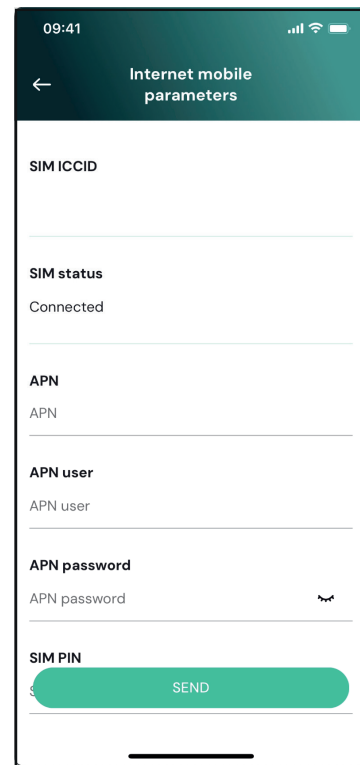 09:41
Internet mobile
parameters
SIM ICCID
SIM status
Connected
APN
APN
APN user
APN user
APN password
APN password
SIM PIN
SEND